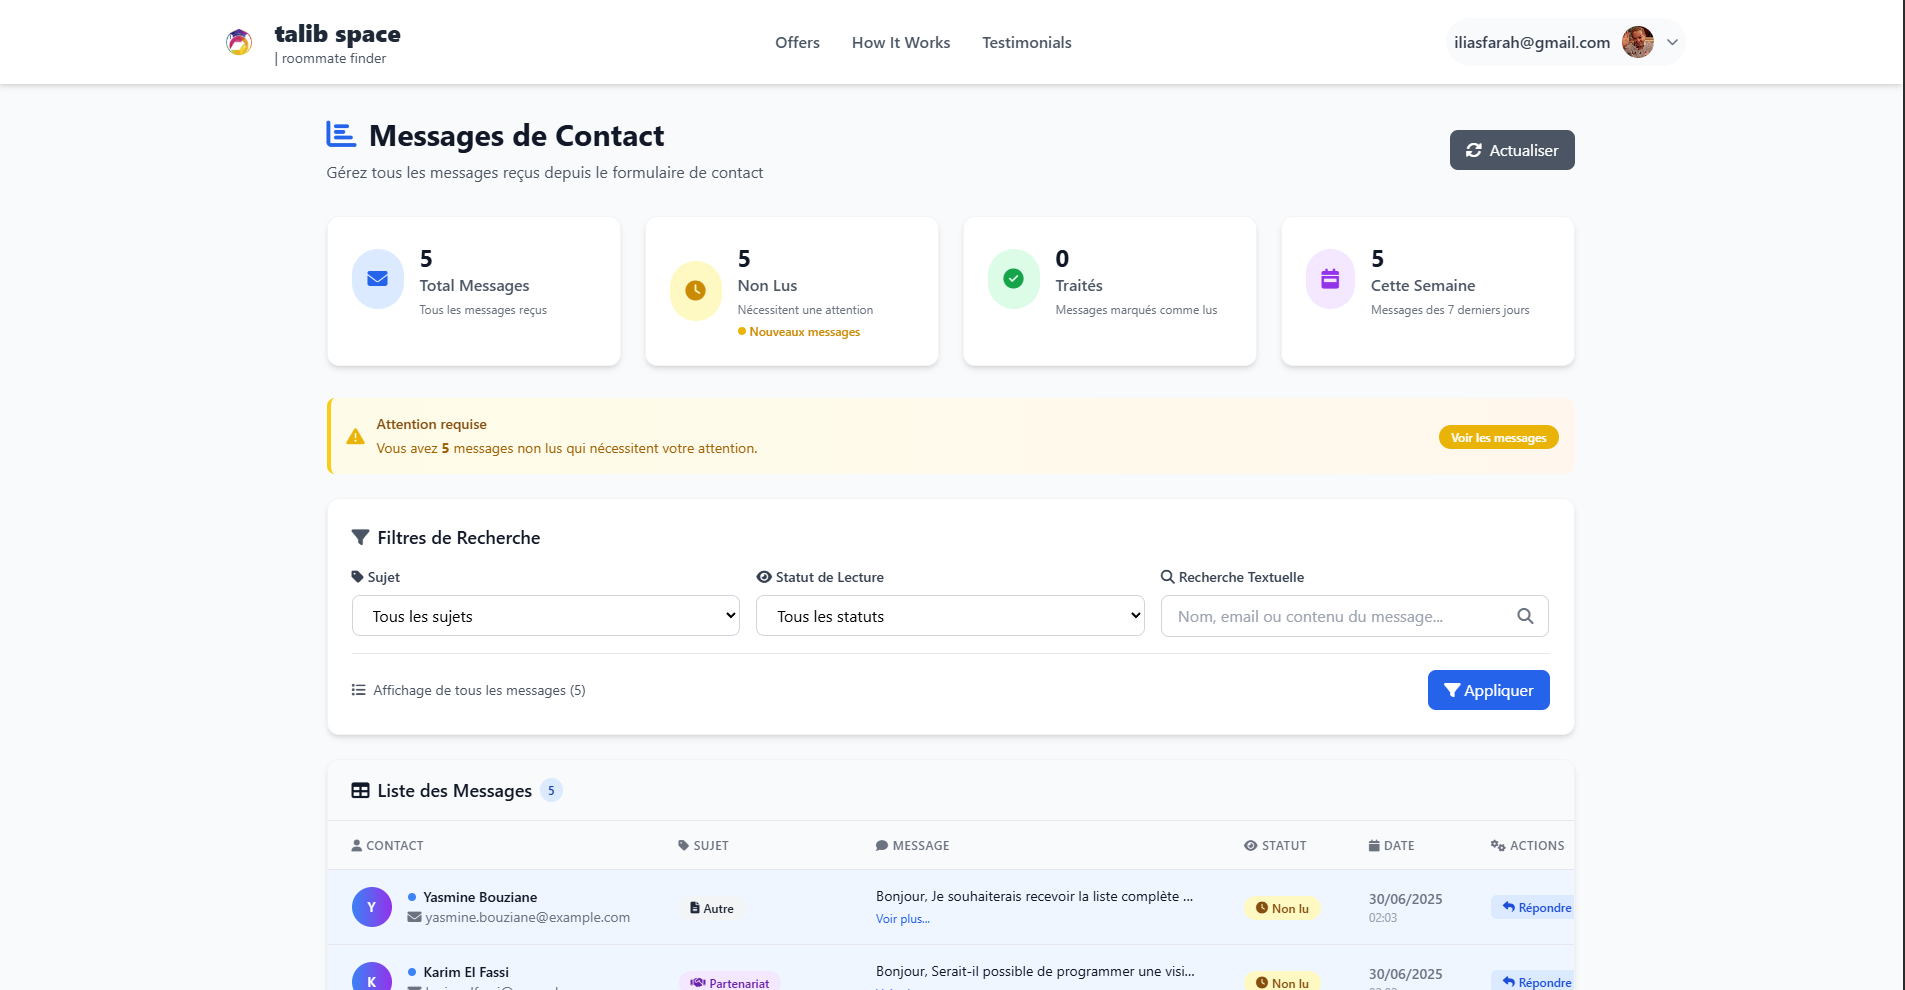 talib space
| roommate finder
Offers
How It Works
Testimonials
iliasfarah@gmail.com
Messages de Contact
Gérez tous les messages reçus depuis le formulaire de contact
Actualiser
5
Total Messages
Tous les messages reçus
5
Non Lus
Nécessitent une attention
Nouveaux messages
0
Traités
Messages marqués comme lus
5
Cette Semaine
Messages des 7 derniers jours
Attention requise
Vous avez 5 messages non lus qui nécessitent votre attention.
Voir les messages
Filtres de Recherche
Sujet
Tous les sujets
Statut de Lecture
Tous les statuts
Recherche Textuelle
Nom, email ou contenu du message...
Affichage de tous les messages (5)
Appliquer
Liste des Messages 5
CONTACT
SUJET
MESSAGE
STATUT
DATE
ACTIONS
Y
Yasmine Bouziane
yasmine.bouziane@example.com
Autre
Bonjour, Je souhaiterais recevoir la liste complète ...
Voir plus...
Non lu
30/06/2025
02:03
Répondre
K
Karim El Fassi
Partenariat
Bonjour, Serait-il possible de programmer une visi...
Non lu
30/06/2025
Répondre